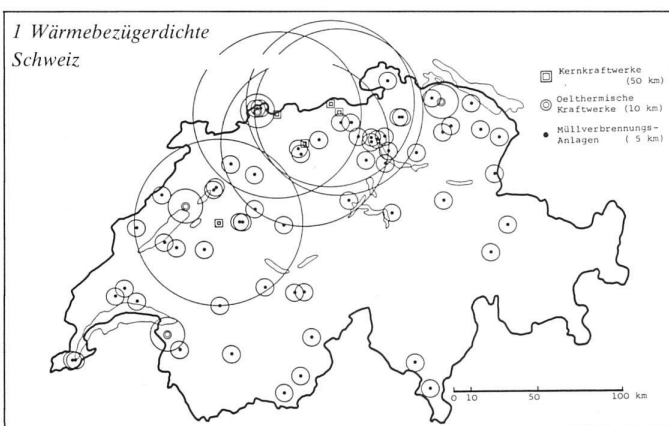 1 Wärmebezügerdichte
Schweiz
Kernkraftwerke
(50 km)
Oelthermische
Kraftwerke (10 km)
Müllverbrennungs-
Anlagen ( 5 km)
0 10 50 100 km